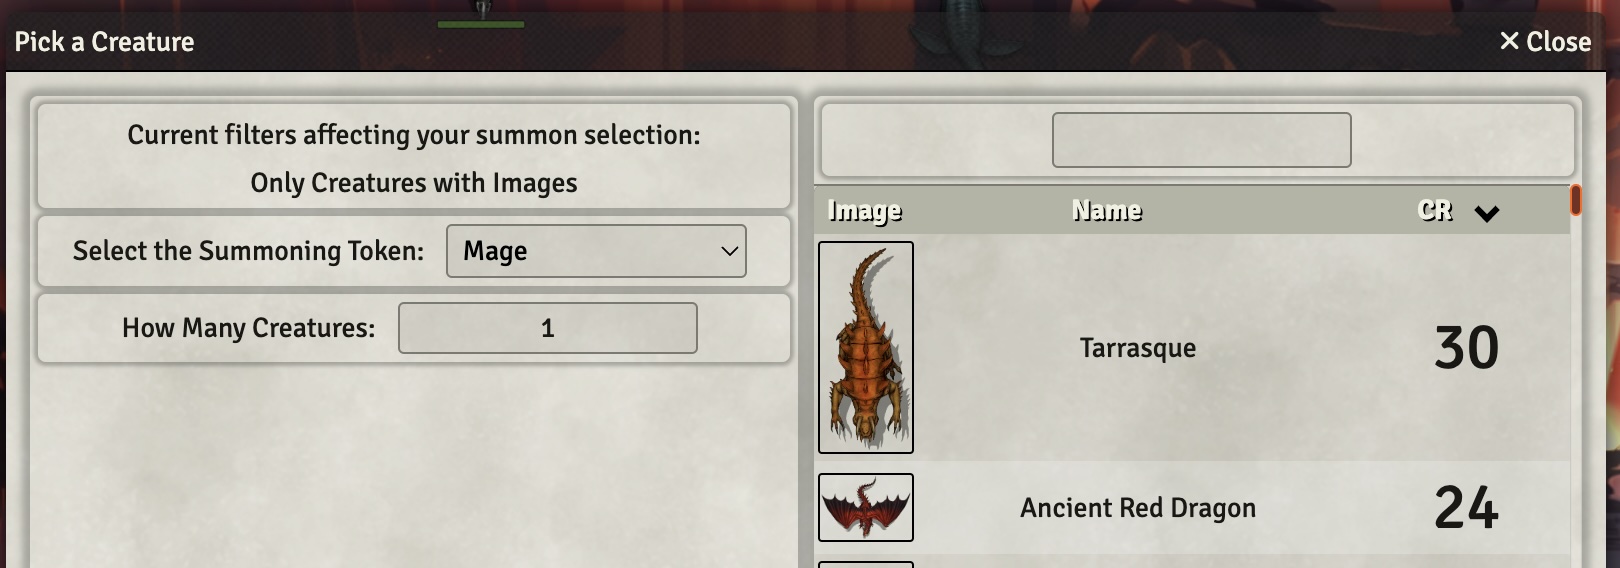 Pick a Creature
× Close
Current filters affecting your summon selection:
Only Creatures with Images
Select the Summoning Token: Mage
How Many Creatures: 1
Image Name CR
Tarrasque 30
Ancient Red Dragon 24